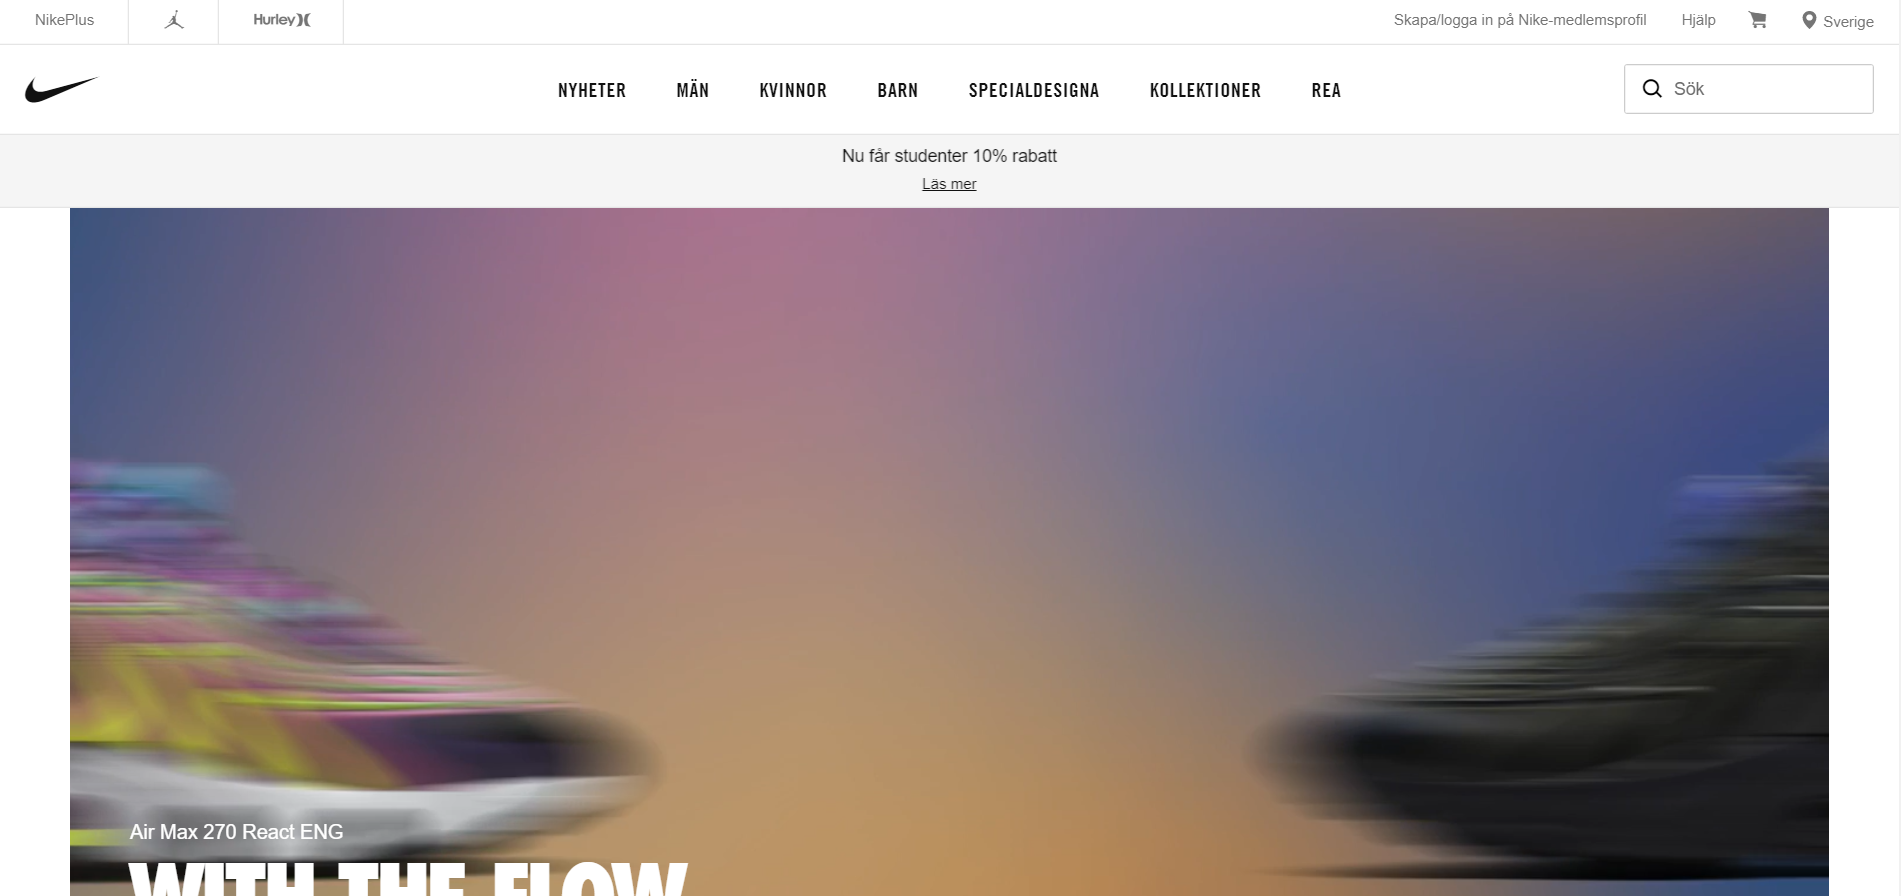 NikePlus
Hurley
Skapa/logga in på Nike-medlemsprofil
Hjälp
Sverige
NYHETER
MÄN
KVINNOR
BARN
SPECIALDESIGNA
KOLLEKTIONER
REA
Sök
Nu får studenter 10% rabatt
Läs mer
Air Max 270 React ENG
WITH THE FLOW